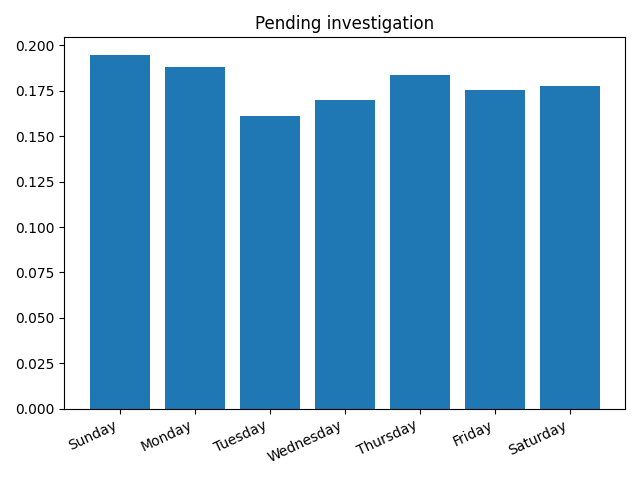 Pending investigation
0.200
0.175
0.150
0.125
0.100
0.075
0.050
0.025
0.000
Sunday
Monday
Tuesday
Wednesday
Thursday
Friday
Saturday